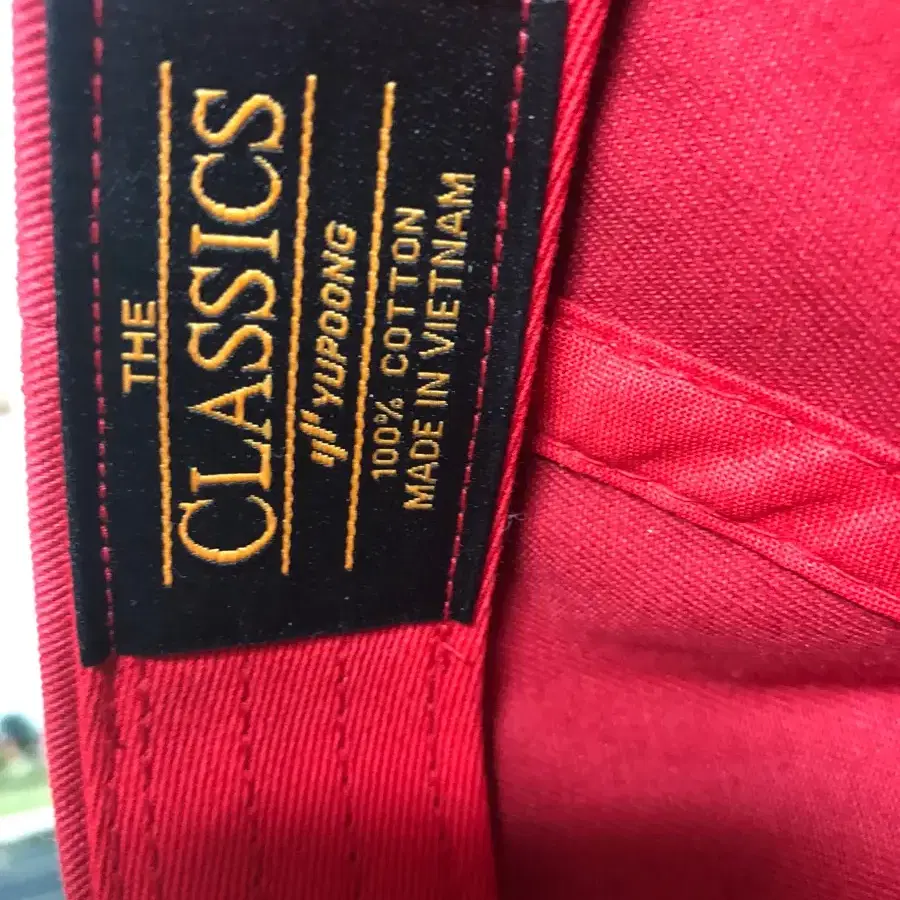 THE
CLASSICS
YUPOONG
100% COTTON
MADE IN VIETNAM